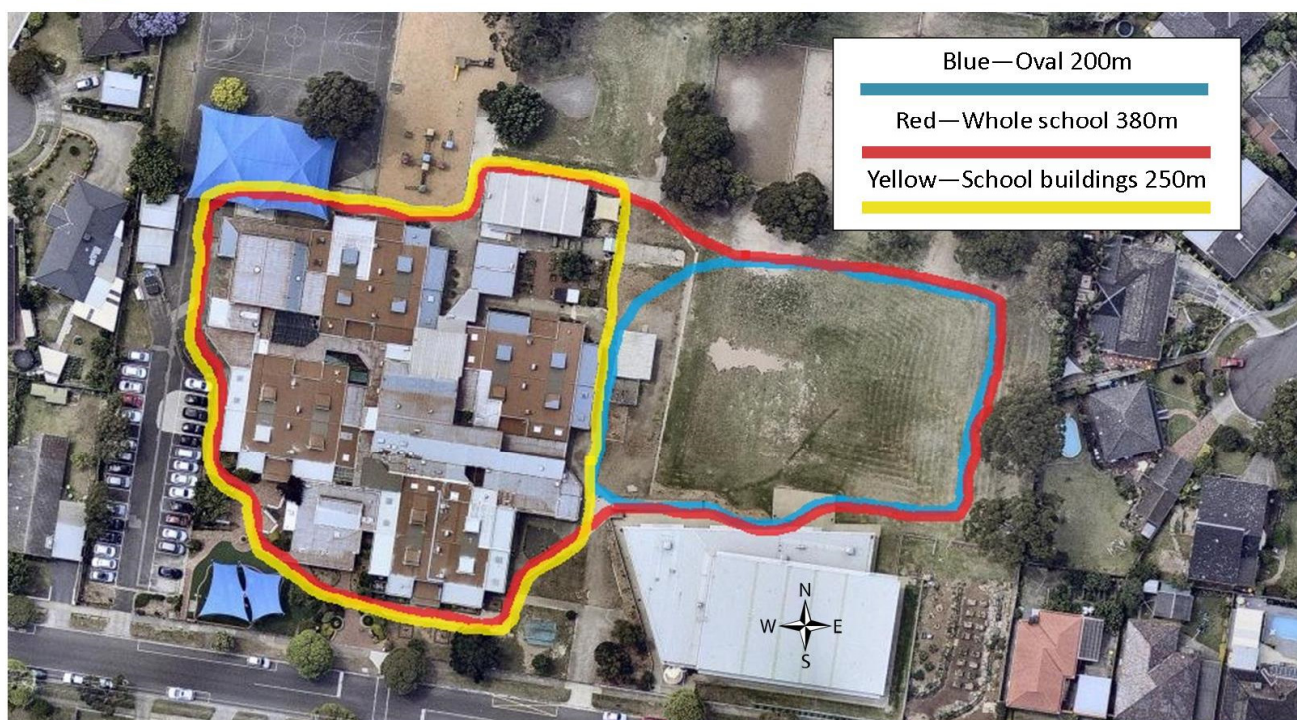 Blue—Oval 200m
Red—Whole school 380m
Yellow—School buildings 250m
N
W E
S